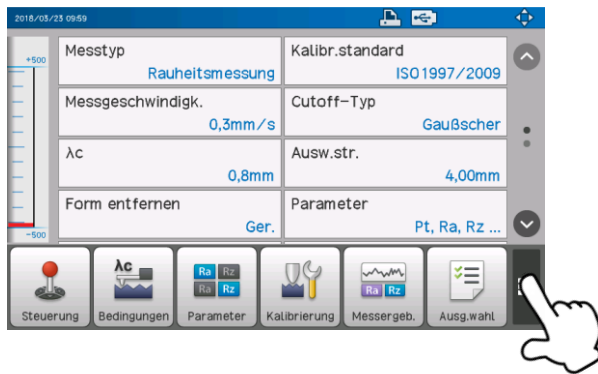 2018/03/23 09:59
+500
-500
Messtyp
Rauheitsmessung
Kalibr.standard
ISO1997/2009
Messgeschwindigk.
0,3mm/s
Cutoff-Typ
Gaußscher
λc
0,8mm
Ausw.str.
4,00mm
Form entfernen
Ger.
Parameter
Pt, Ra, Rz ...
λc
Ra Rz
Ra Rz
Ra Rz
Steuerung Bedingungen Parameter Kalibrierung Messergeb. Ausg.wahl